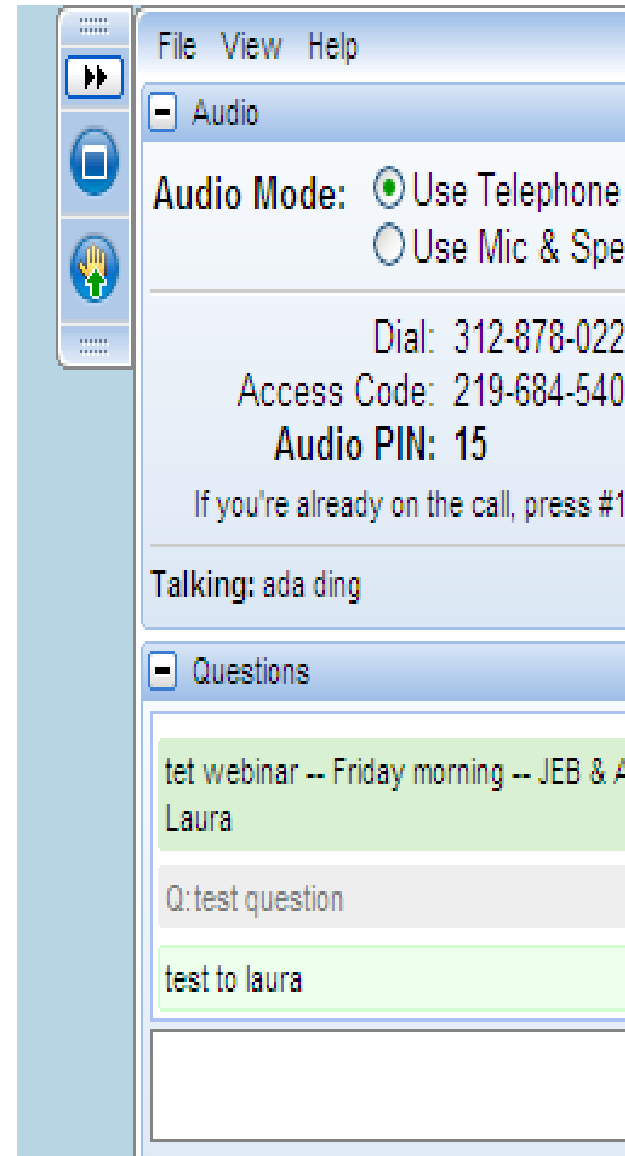 File View Help
Audio
Audio Mode: Use Telephone
Use Mic & Spe
Dial: 312-878-022
Access Code: 219-684-540
Audio PIN: 15
If you're already on the call, press #1
Talking: ada ding
Questions
tet webinar -- Friday morning -- JEB & A
Laura
Q:test question
test to laura